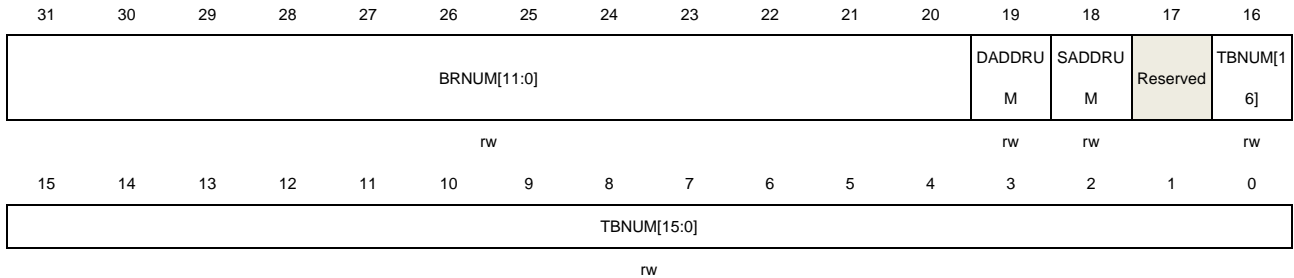 31 30 29 28 27 26 25 24 23 22 21 20 19 18 17 16
BRNUM[11:0] DADDRU SADDRU Reserved TBNUM[1
M M 6]
rw rw rw rw
15 14 13 12 11 10 9 8 7 6 5 4 3 2 1 0
TBNUM[15:0]
rw